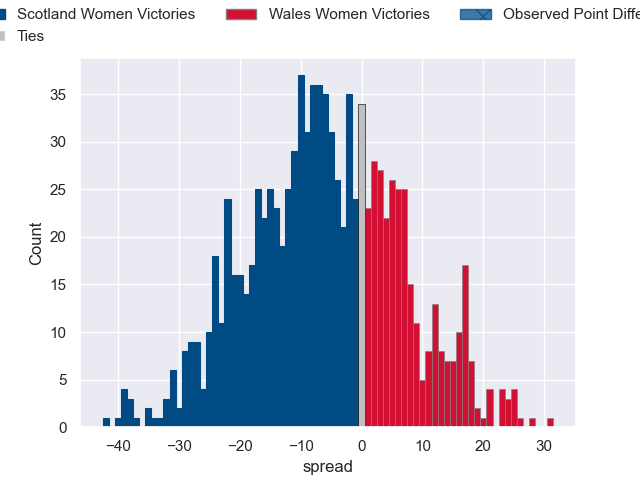 Scotland Women Victories Wales Women Victories Observed Point
Ties
35
30
25
20
15
10
5
0
Count
−40 −30 −20 −10 0 10 20 30
spread